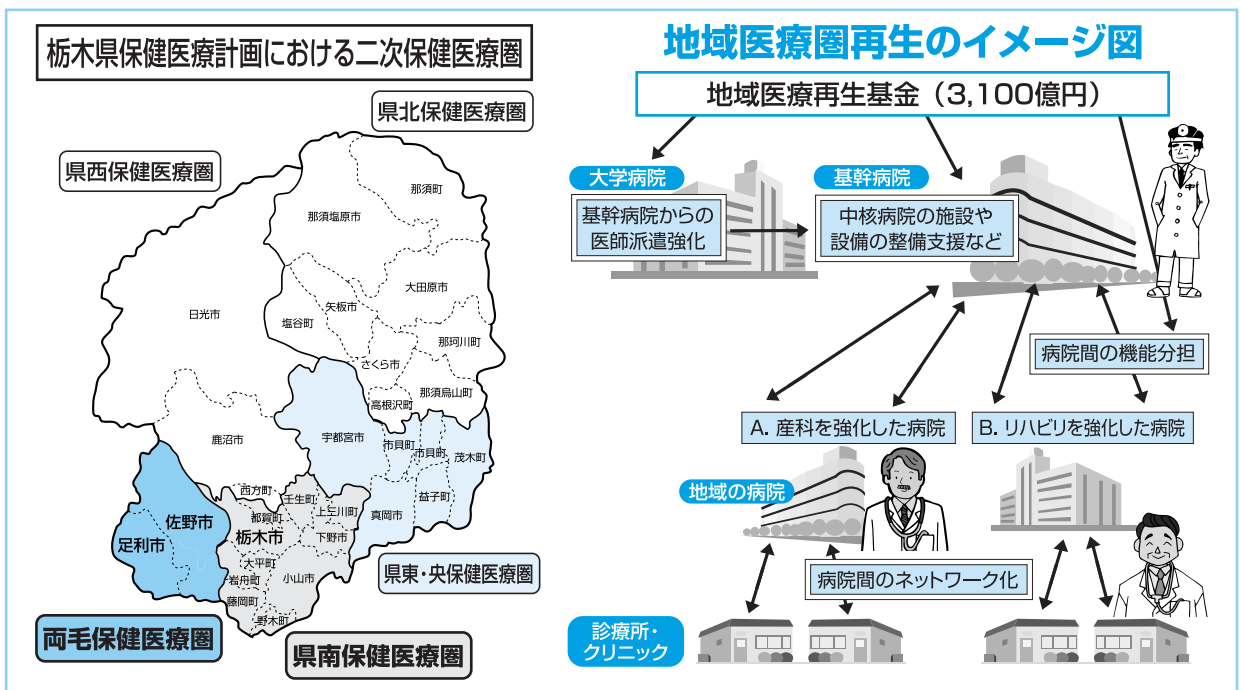 栃木県保健医療計画における二次保健医療圏
県北保健医療圏
県西保健医療圏
那須町
那須塩原市
大田原市
日光市
矢板市
塩谷町
那珂川町
さくら市
那須烏山町
高根沢町
鹿沼市
宇都宮市
市貝町
市貝町
茂木町
益子町
真岡市
西方町
壬生町
上三川町
都賀町
佐野市
栃木市
下野市
足利市
大平町
岩舟町
小山市
藤岡町
野木町
県東・央保健医療圏
両毛保健医療圏
県南保健医療圏
地域医療圏再生のイメージ図
地域医療再生基金（3,100億円）
大学病院
基幹病院からの
医師派遣強化
基幹病院
中核病院の施設や
設備の整備支援など
病院間の機能分担
A. 産科を強化した病院
B. リハビリを強化した病院
地域の病院
病院間のネットワーク化
診療所・
クリニック